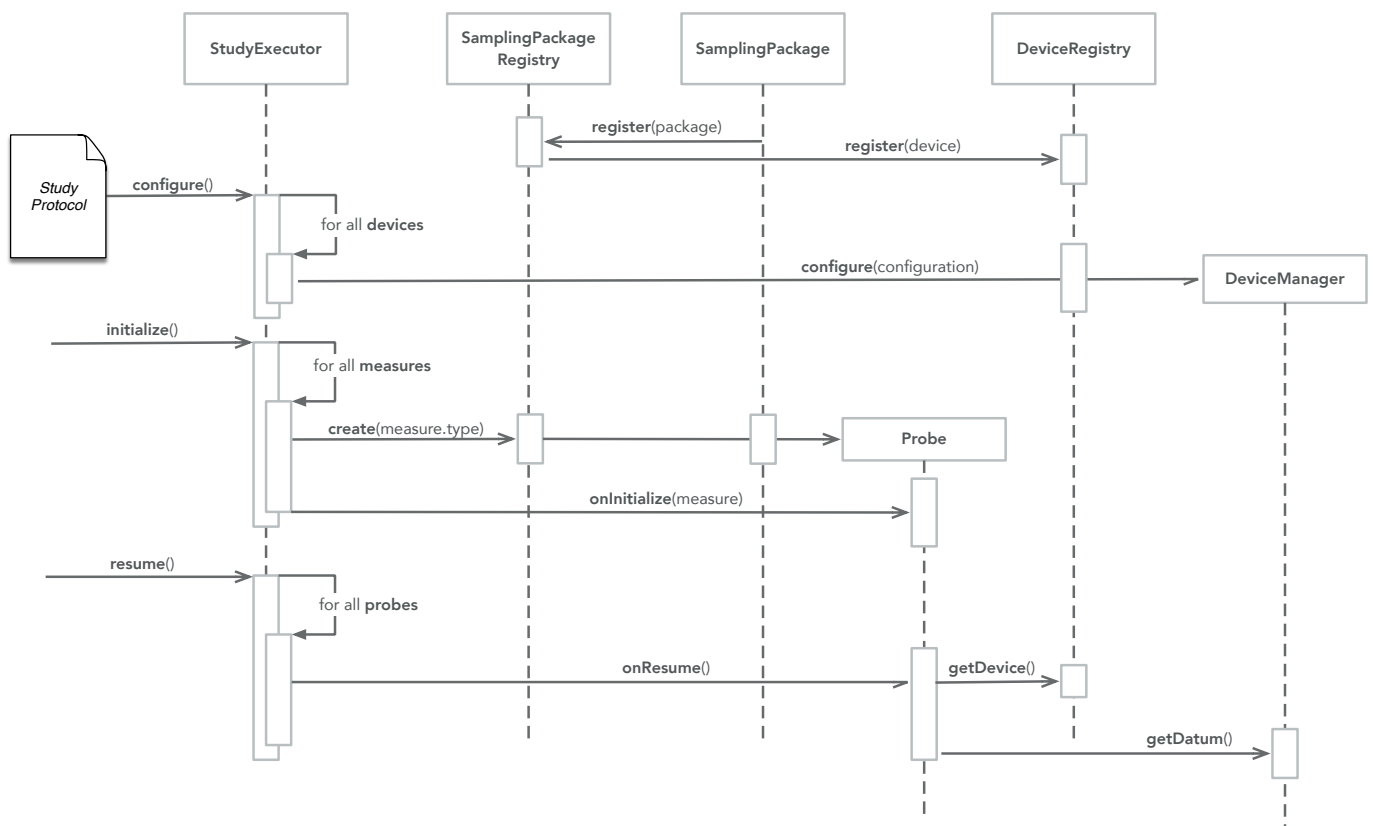 StudyExecutor
SamplingPackage
Registry
SamplingPackage
DeviceRegistry
register(package)
register(device)
Study
Protocol
configure()
for all devices
configure(configuration)
DeviceManager
initialize()
for all measures
create(measure.type)
Probe
onInitialize(measure)
resume()
for all probes
onResume()
getDevice()
getDatum()